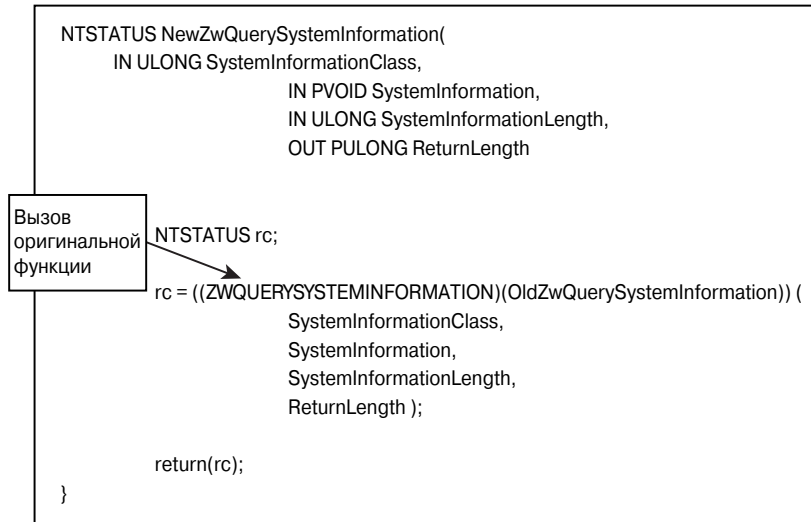 NTSTATUS NewZwQuerySystemInformation(
IN ULONG SystemInformationClass,
IN PVOID SystemInformation,
IN ULONG SystemInformationLength,
OUT PULONG ReturnLength
Вызов
оригинальной
функции
NTSTATUS rc;
rc = ((ZWQUERYSYSTEMINFORMATION)(OldZwQuerySystemInformation)) (
SystemInformationClass,
SystemInformation,
SystemInformationLength,
ReturnLength );
return(rc);
}